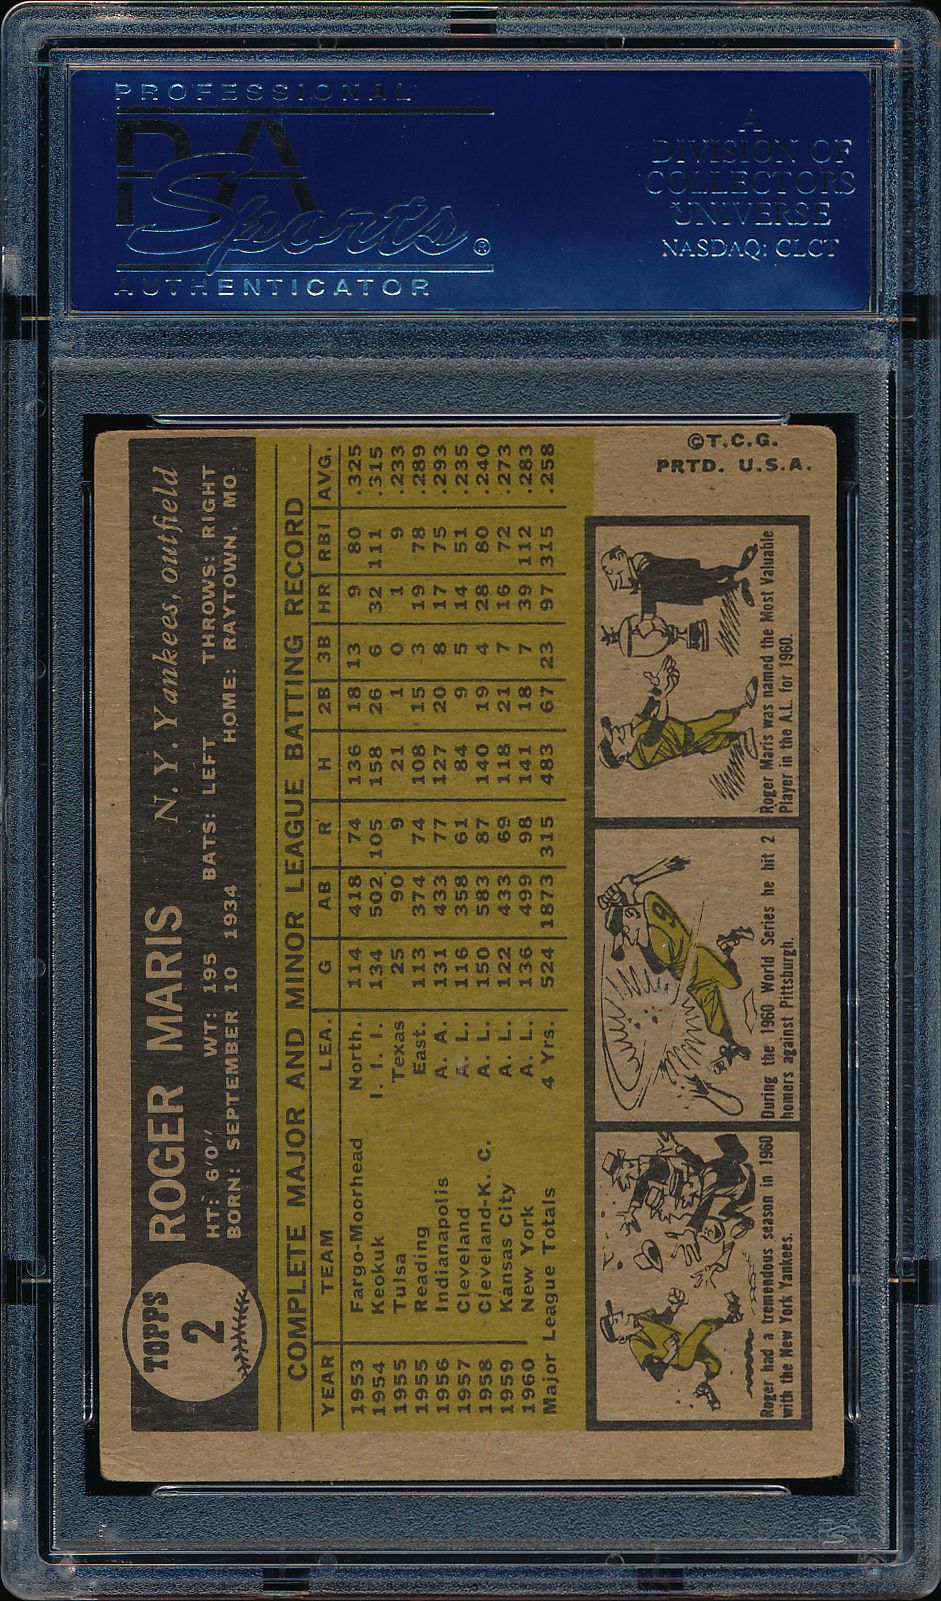 PROFESSIONAL
PSA
Sports®
AUTHENTICATOR
A
DIVISION OF
COLLECTORS
UNIVERSE
NASDAQ: CLCT
TOPPS
2
ROGER MARIS N.Y. Yankees, outfield
HT: 6'0" WT: 195 BATS: LEFT THROWS: RIGHT
BORN: SEPTEMBER 10 1934 HOME: RAYTOWN, MO.
COMPLETE MAJOR AND MINOR LEAGUE BATTING RECORD
YEAR TEAM LEA. G AB R H 2B 3B HR RBI AVG.
1953 Fargo-Moorhead North. 114 418 74 136 18 13 9 80 .325
1954 Keokuk I. I. I. 134 502 105 158 26 6 32 111 .315
1955 Tulsa Texas 25 90 9 21 1 0 1 9 .233
1955 Reading East. 113 374 74 108 15 3 19 78 .289
1956 Indianapolis A. A. 131 433 77 127 20 8 17 75 .293
1957 Cleveland A. L. 116 358 61 84 9 5 14 51 .235
1958 Cleveland-K. C. A. L. 150 583 87 140 19 4 28 80 .240
1959 Kansas City A. L. 122 433 69 118 21 7 16 72 .273
1960 New York A. L. 136 499 98 141 18 7 39 112 .283
Major League Totals 4 Yrs. 524 1873 315 483 67 23 97 315 .258
Roger had a tremendous season in 1960
with the New York Yankees.
9
During the 1960 World Series he hit 2
homers against Pittsburgh.
Roger Maris was named the Most Valuable
Player in the A.L. for 1960.
©T.C.G.
PRTD. U.S.A.
PSA